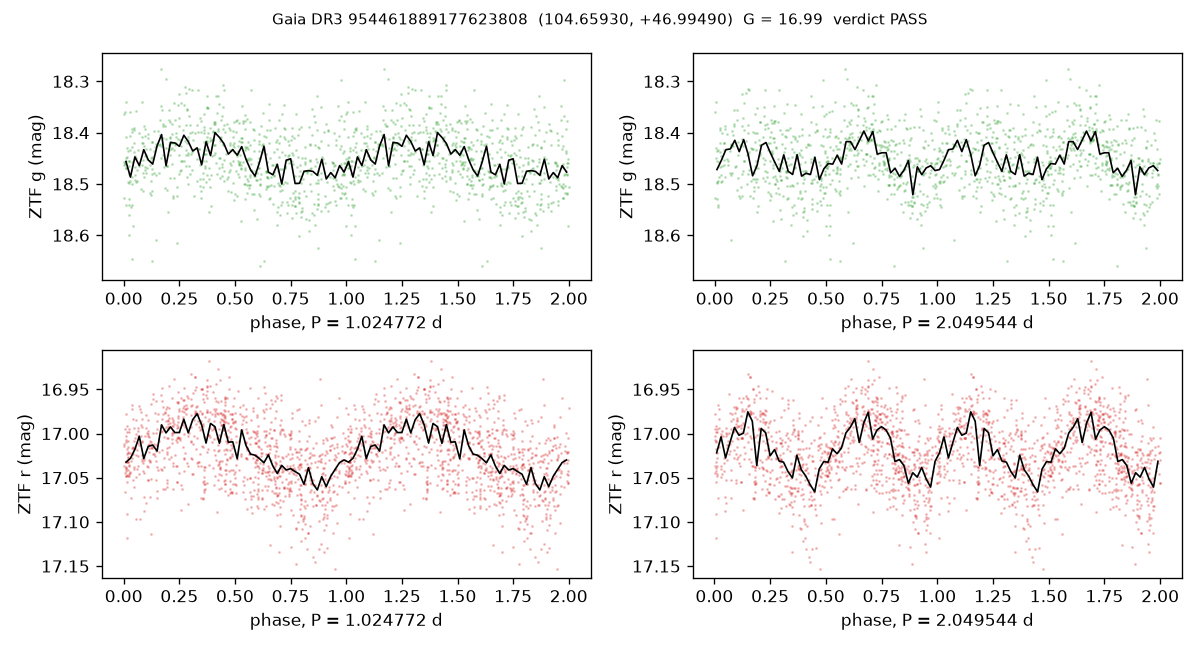 Gaia DR3 954461889177623808 (104.65930, +46.99490) G = 16.99 verdict PASS
ZTF g (mag)
18.3
18.4
18.5
18.6
0.00 0.25 0.50 0.75 1.00 1.25 1.50 1.75 2.00
phase, P = 1.024772 d
ZTF g (mag)
18.3
18.4
18.5
18.6
0.00 0.25 0.50 0.75 1.00 1.25 1.50 1.75 2.00
phase, P = 2.049544 d
ZTF r (mag)
16.95
17.00
17.05
17.10
17.15
0.00 0.25 0.50 0.75 1.00 1.25 1.50 1.75 2.00
phase, P = 1.024772 d
ZTF r (mag)
16.95
17.00
17.05
17.10
17.15
0.00 0.25 0.50 0.75 1.00 1.25 1.50 1.75 2.00
phase, P = 2.049544 d